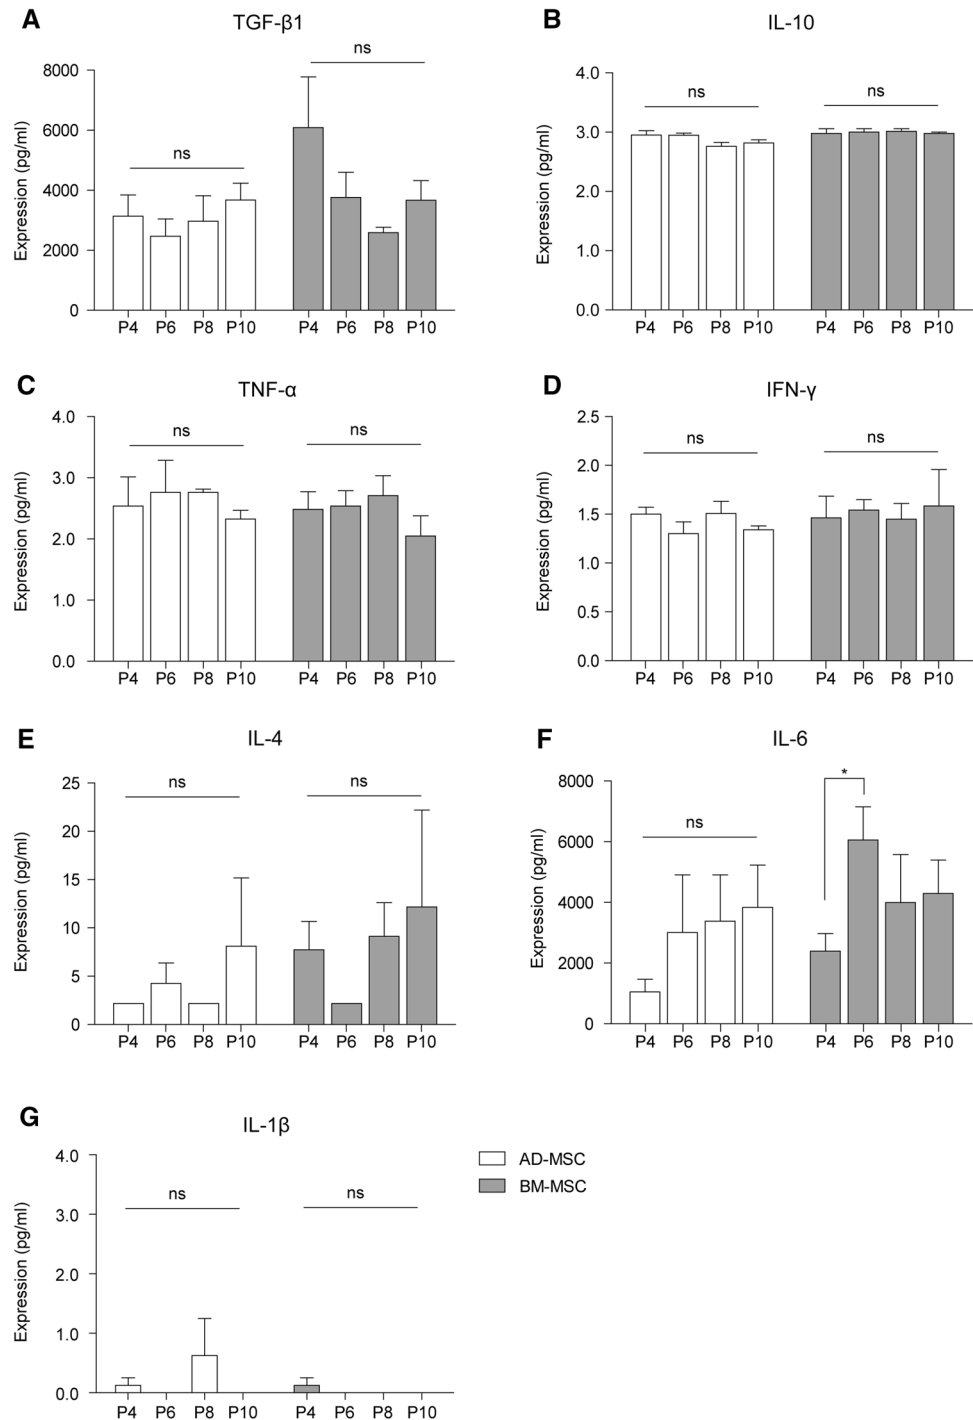 A
TGF-β1
Expression (pg/ml)
8000
6000
4000
2000
0
ns
ns
P4 P6 P8 P10 P4 P6 P8 P10
B
IL-10
Expression (pg/ml)
4.0
3.0
2.0
1.0
0.0
ns
ns
P4 P6 P8 P10 P4 P6 P8 P10
C
TNF-α
Expression (pg/ml)
4.0
3.0
2.0
1.0
0.0
ns
ns
P4 P6 P8 P10 P4 P6 P8 P10
D
IFN-γ
Expression (pg/ml)
2.5
2.0
1.5
1.0
0.5
0.0
ns
ns
P4 P6 P8 P10 P4 P6 P8 P10
E
IL-4
Expression (pg/ml)
25
20
15
10
5
0
ns
ns
P4 P6 P8 P10 P4 P6 P8 P10
F
IL-6
Expression (pg/ml)
8000
6000
4000
2000
0
ns
*
P4 P6 P8 P10 P4 P6 P8 P10
G
IL-1β
Expression (pg/ml)
4.0
3.0
2.0
1.0
0.0
ns
ns
P4 P6 P8 P10 P4 P6 P8 P10
AD-MSC
BM-MSC